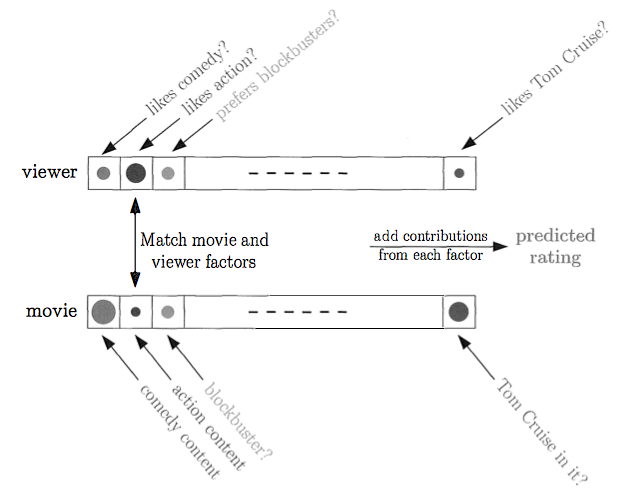 likes comedy?
likes action?
prefers blockbusters?
likes Tom Cruise?
viewer
Match movie and
viewer factors
add contributions
from each factor
predicted
rating
movie
comedy content
action content
blockbuster?
Tom Cruise in it?